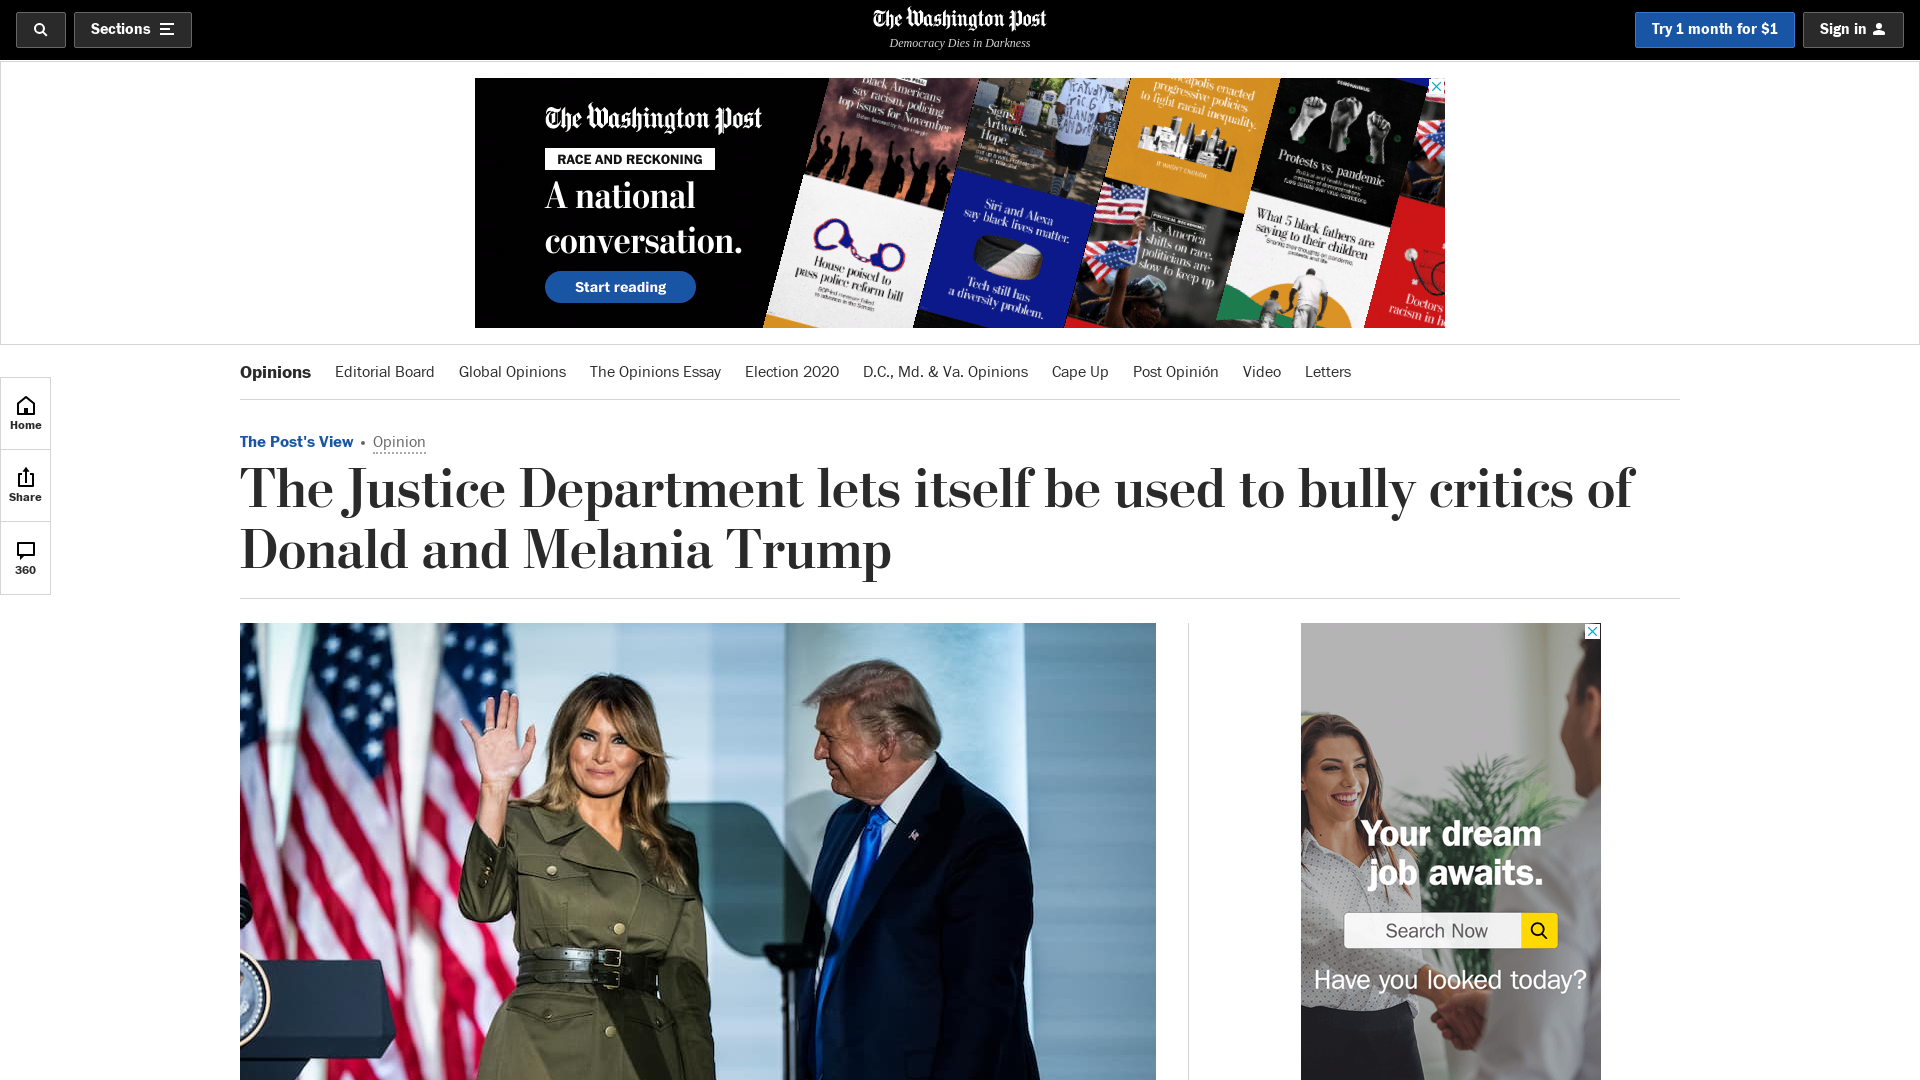 Sections
The Washington Post
Democracy Dies in Darkness
Try 1 month for $1
Sign in
The Washington Post
RACE AND RECKONING
A national
conversation.
Start reading
Black Americans
say racism, policing
top issues for November
Signs.
Artwork.
Hope.
progressive policies
to fight racial inequality.
IT WASN'T ENOUGH.
Protests vs. pandemic
House poised to
pass police reform bill
Siri and Alexa
say black lives matter.
Tech still has
a diversity problem.
As America
shifts on race,
politicians are
slow to keep up
What 5 black fathers are
saying to their children
Doctors
racism in
Opinions
Editorial Board
Global Opinions
The Opinions Essay
Election 2020
D.C., Md. & Va. Opinions
Cape Up
Post Opinión
Video
Letters
Home
Share
360
The Post's View • Opinion
The Justice Department lets itself be used to bully critics of
Donald and Melania Trump
Your dream
job awaits.
Search Now
Have you looked today?